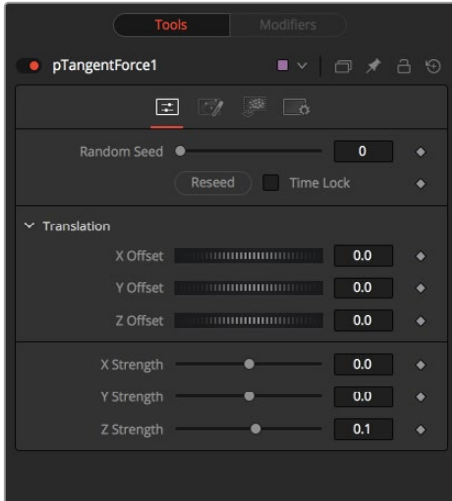 Tools Modifiers
pTangentForce1
Random Seed 0
Reseed Time Lock
Translation
X Offset 0.0
Y Offset 0.0
Z Offset 0.0
X Strength 0.0
Y Strength 0.0
Z Strength 0.1